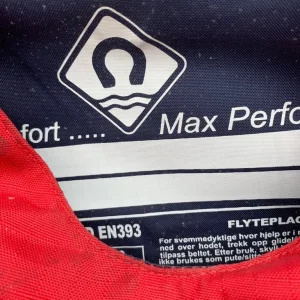 fort ..... Max Perfo
EN393
FLYTEPLAG
For svømmedyktige hvor hjelp er i n
ned over hodet, trekk opp glidel
tilpass beltet. Etter bruk, skyll
ikke brukes som pute/sitte